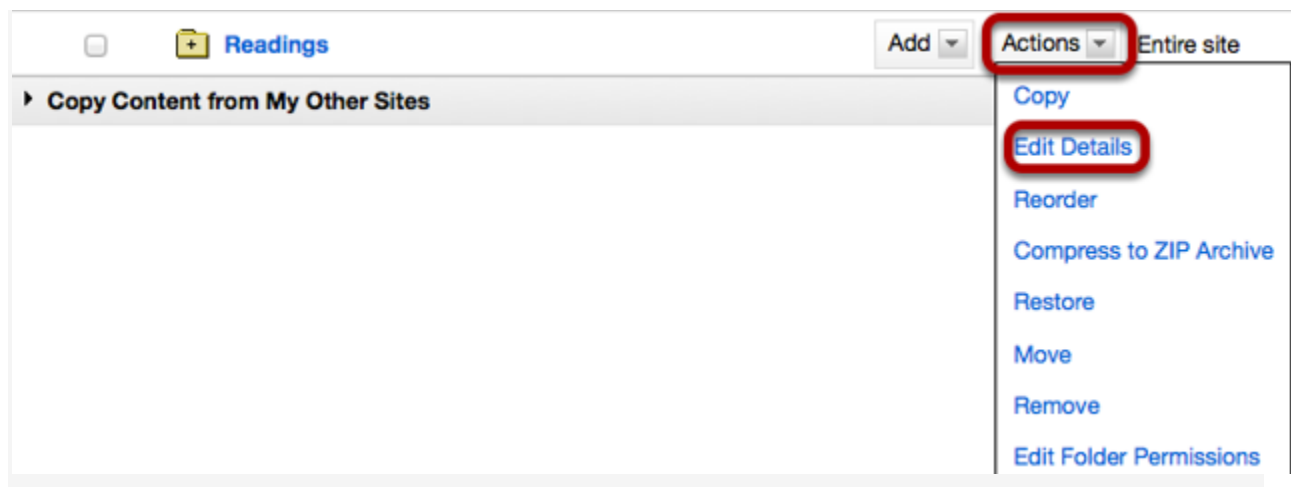 Readings Add Actions Entire site
Copy Content from My Other Sites
Copy
Edit Details
Reorder
Compress to ZIP Archive
Restore
Move
Remove
Edit Folder Permissions